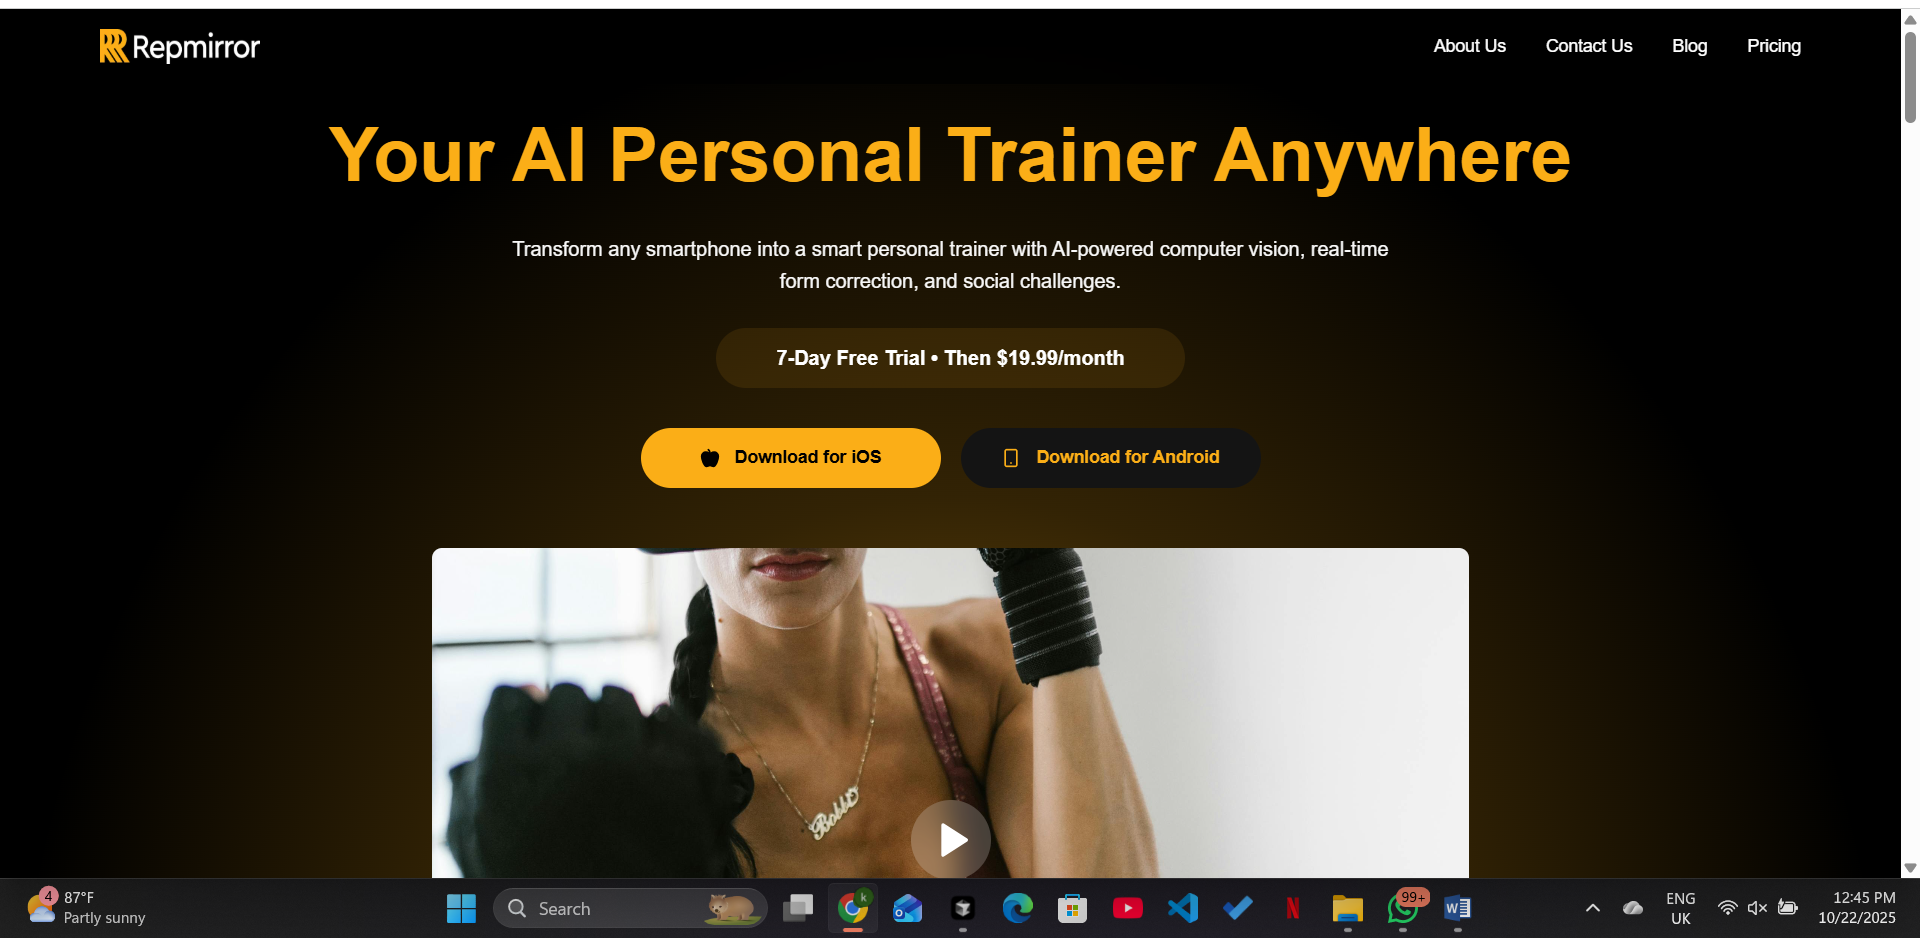 Repmirror
About Us
Contact Us
Blog
Pricing
Your AI Personal Trainer Anywhere
Transform any smartphone into a smart personal trainer with AI-powered computer vision, real-time
form correction, and social challenges.
7-Day Free Trial • Then $19.99/month
Download for iOS
Download for Android
Bobbi
4
87°F
Partly sunny
Search
k
99+
ENG
UK
12:45 PM
10/22/2025